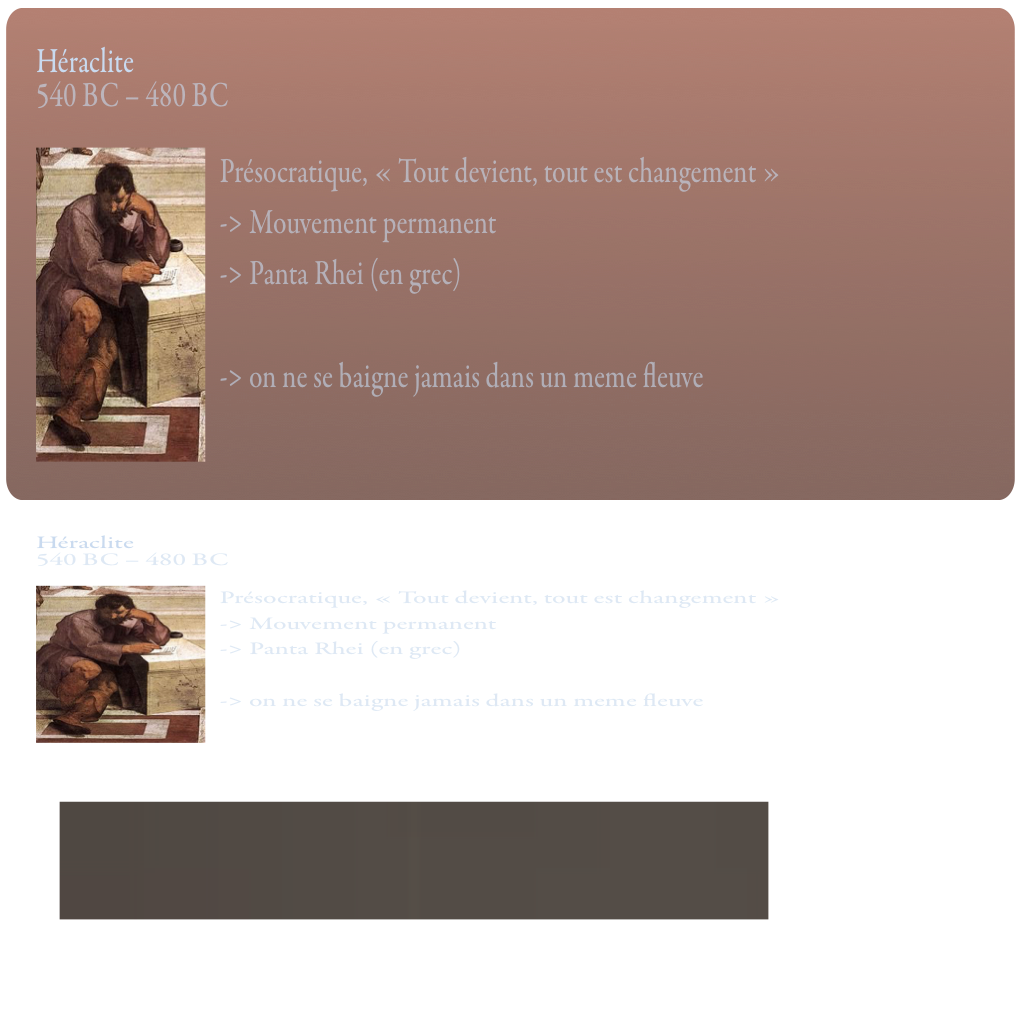 Héraclite
540 BC – 480 BC
Présocratique, « Tout devient, tout est changement »
-> Mouvement permanent
-> Panta Rhei (en grec)
-> on ne se baigne jamais dans un meme fleuve
Héraclite
540 BC – 480 BC
Présocratique, « Tout devient, tout est changement »
-> Mouvement permanent
-> Panta Rhei (en grec)
-> on ne se baigne jamais dans un meme fleuve